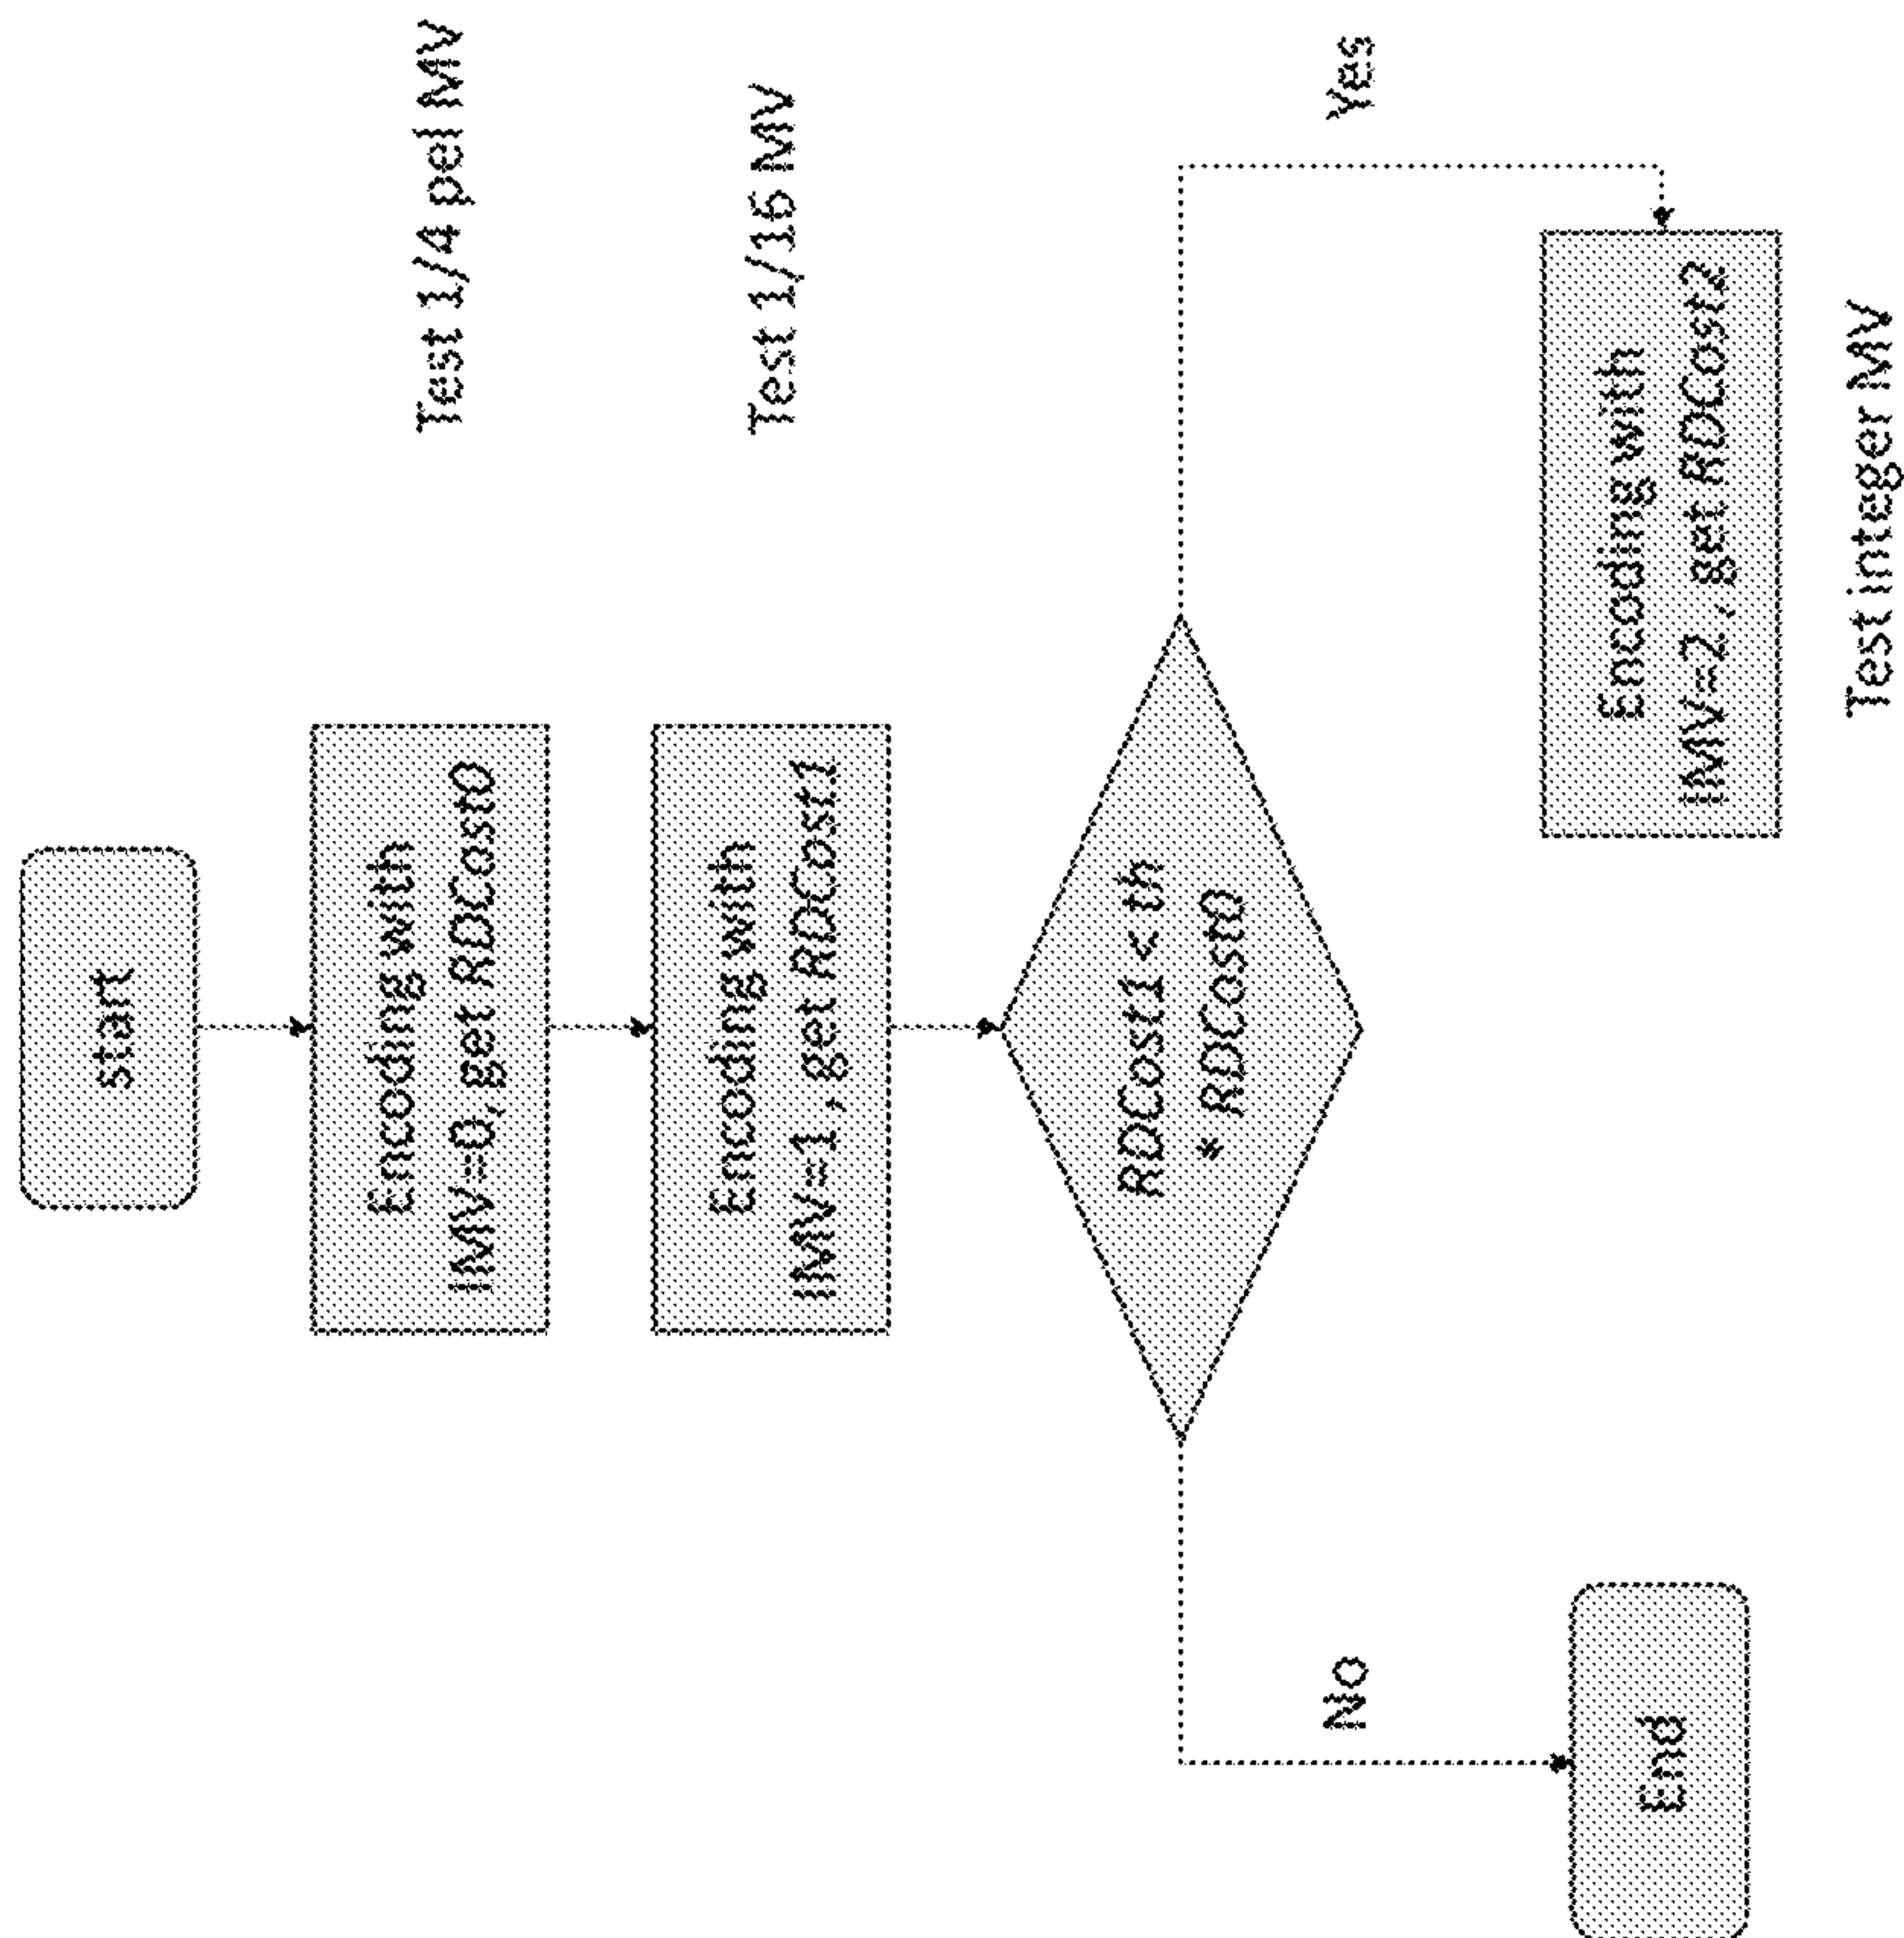 start
Encoding with
IMV=0, get RDCost0
Test 1/4 pel MV
Encoding with
IMV=1 , get RDCost1
Test 1/16 MV
RDCost1 < th
* RDCost0
No
Yes
End
Encoding with
IMV=2 , get RDCost2
Test integer MV